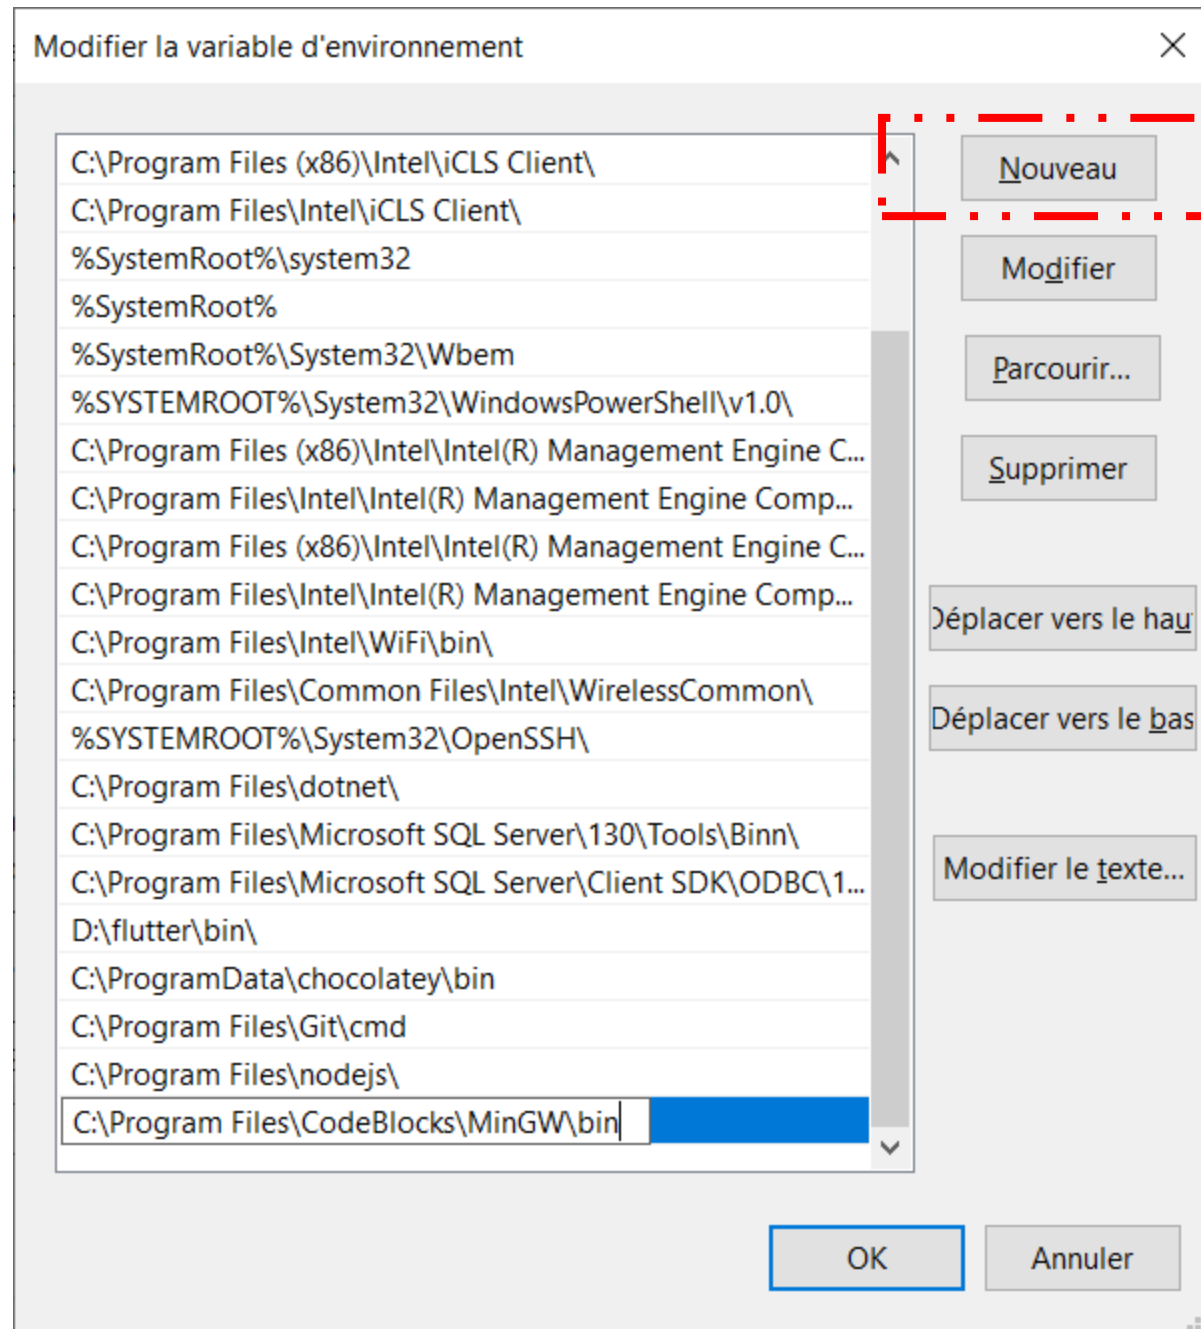 Modifier la variable d'environnement
C:\Program Files (x86)\Intel\iCLS Client\
C:\Program Files\Intel\iCLS Client\
%SystemRoot%\system32
%SystemRoot%
%SystemRoot%\System32\Wbem
%SYSTEMROOT%\System32\WindowsPowerShell\v1.0\
C:\Program Files (x86)\Intel\Intel(R) Management Engine C...
C:\Program Files\Intel\Intel(R) Management Engine Comp...
C:\Program Files (x86)\Intel\Intel(R) Management Engine C...
C:\Program Files\Intel\Intel(R) Management Engine Comp...
C:\Program Files\Intel\WiFi\bin\
C:\Program Files\Common Files\Intel\WirelessCommon\
%SYSTEMROOT%\System32\OpenSSH\
C:\Program Files\dotnet\
C:\Program Files\Microsoft SQL Server\130\Tools\Binn\
C:\Program Files\Microsoft SQL Server\Client SDK\ODBC\1...
D:\flutter\bin\
C:\ProgramData\chocolatey\bin
C:\Program Files\Git\cmd
C:\Program Files\nodejs\
C:\Program Files\CodeBlocks\MinGW\bin
Nouveau
Modifier
Parcourir...
Supprimer
Déplacer vers le hau
Déplacer vers le bas
Modifier le texte...
OK
Annuler